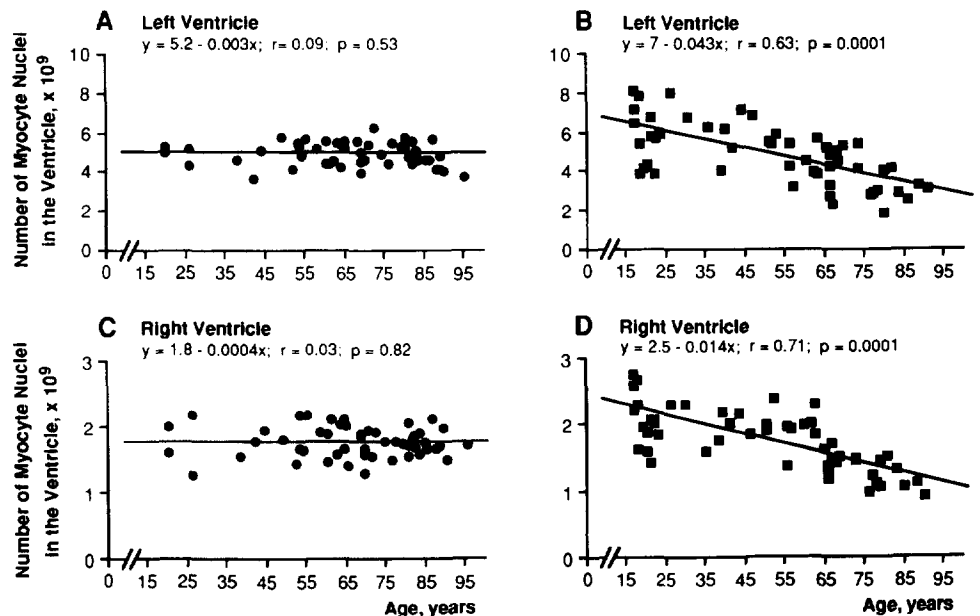 A Left Ventricle
y = 5.2 - 0.003x; r = 0.09; p = 0.53
Number of Myocyte Nuclei
in the Ventricle, x 10⁹
10
8
6
4
2
0
0 15 25 35 45 55 65 75 85 95
B Left Ventricle
y = 7 - 0.043x; r = 0.63; p = 0.0001
10
8
6
4
2
0
0 15 25 35 45 55 65 75 85 95
C Right Ventricle
y = 1.8 - 0.0004x; r = 0.03; p = 0.82
Number of Myocyte Nuclei
in the Ventricle, x 10⁹
3
2
1
0
0 15 25 35 45 55 65 75 85 95
Age, years
D Right Ventricle
y = 2.5 - 0.014x; r = 0.71; p = 0.0001
3
2
1
0
0 15 25 35 45 55 65 75 85 95
Age, years